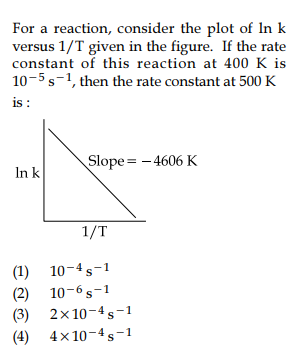 For a reaction, consider the plot of ln k
versus 1/T given in the figure. If the rate
constant of this reaction at 400 K is
10⁻⁵ s⁻¹, then the rate constant at 500 K
is :
Slope = − 4606 K
ln k
1/T
(1) 10⁻⁴ s⁻¹
(2) 10⁻⁶ s⁻¹
(3) 2 × 10⁻⁴ s⁻¹
(4) 4 × 10⁻⁴ s⁻¹